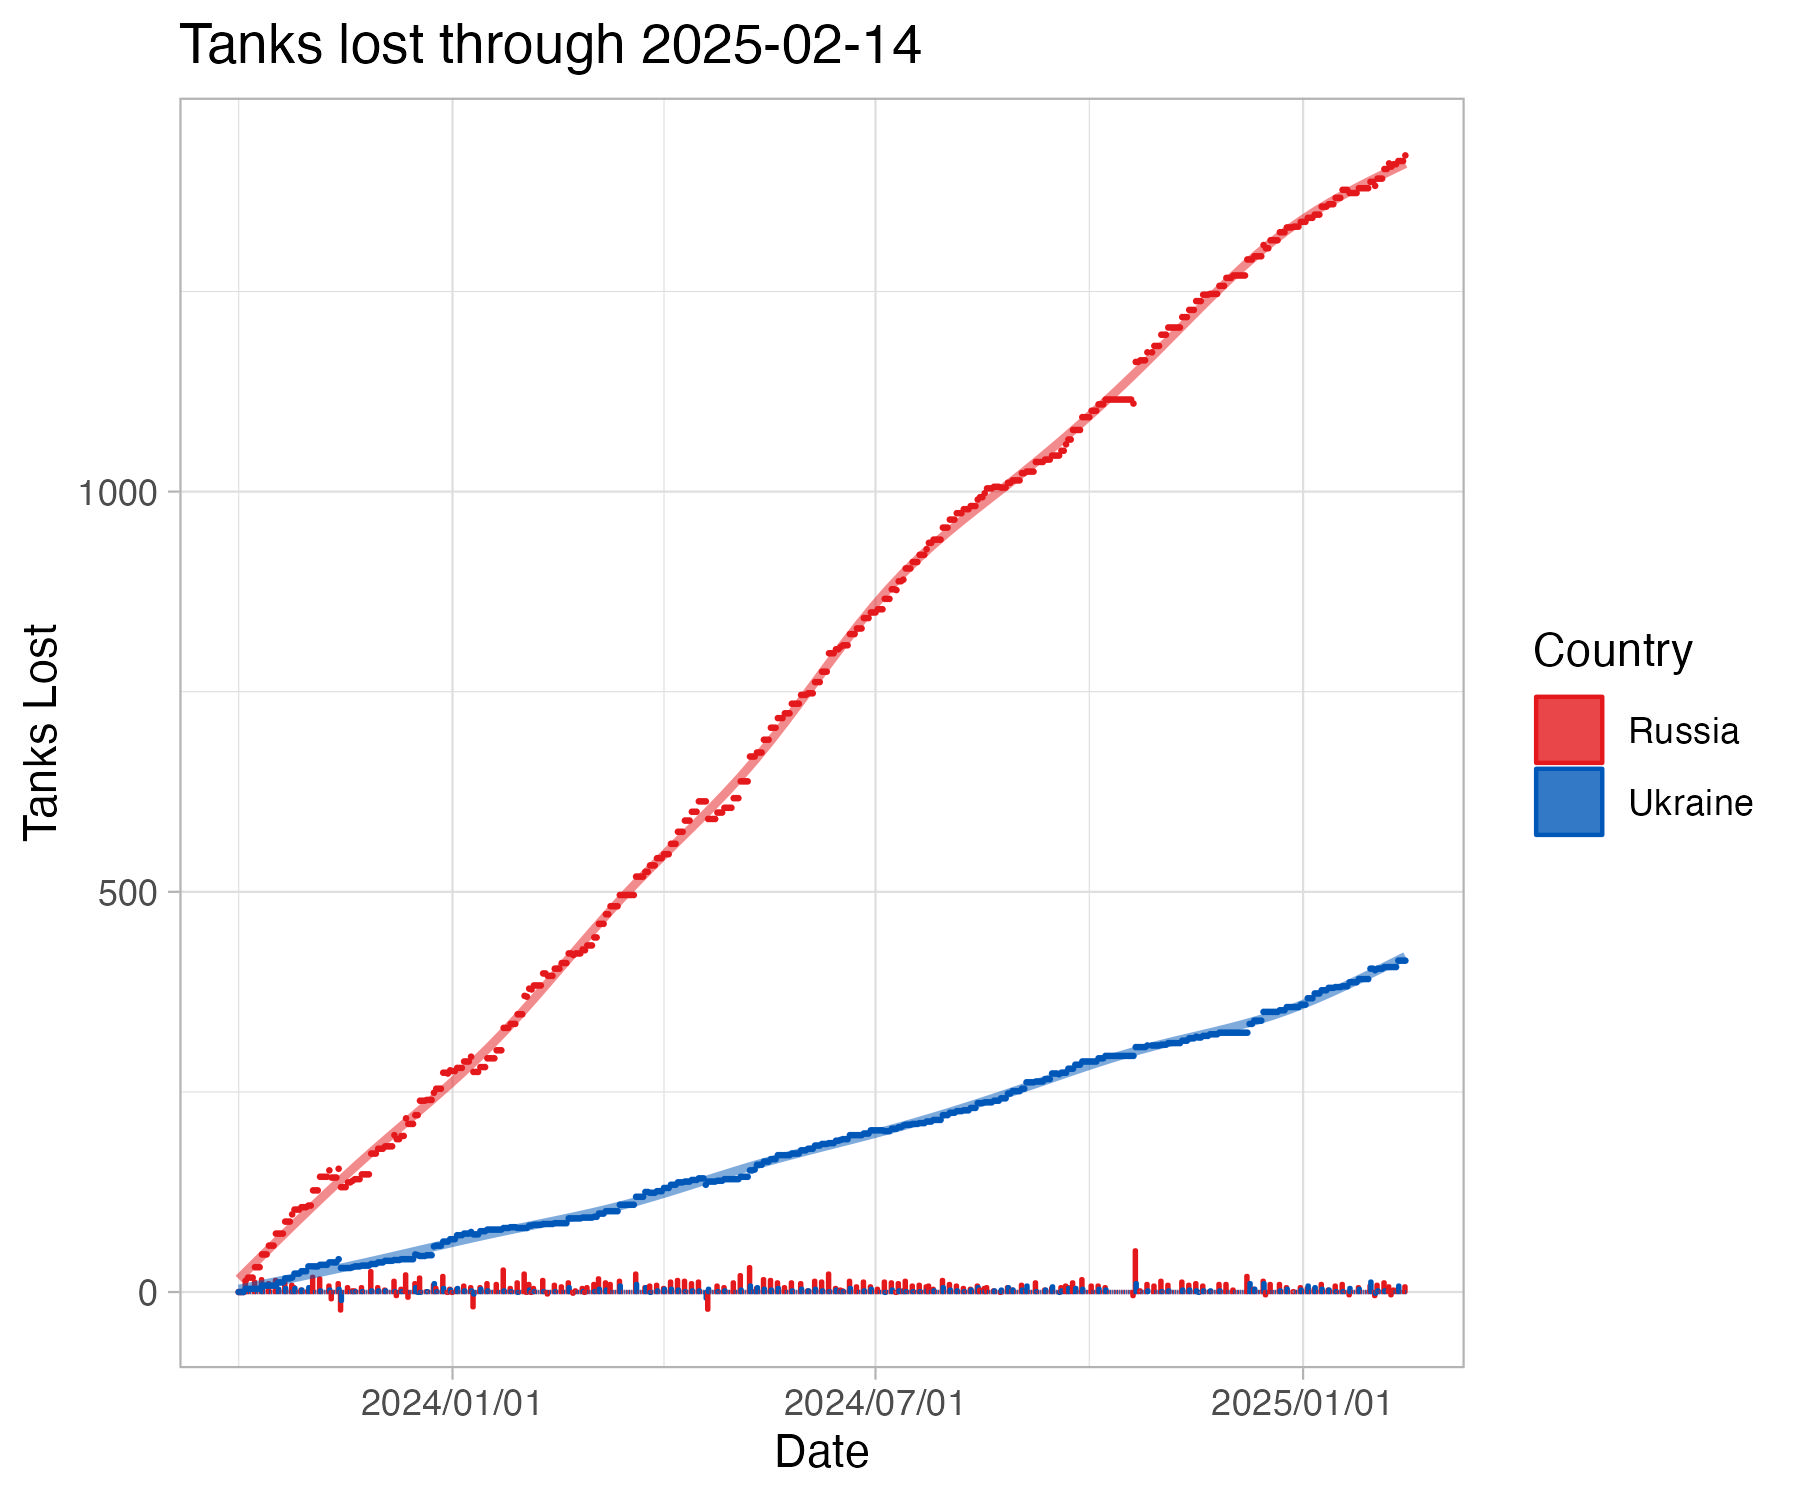 Tanks lost through 2025-02-14
Tanks Lost
1000
500
0
2024/01/01
2024/07/01
2025/01/01
Date
Country
Russia
Ukraine